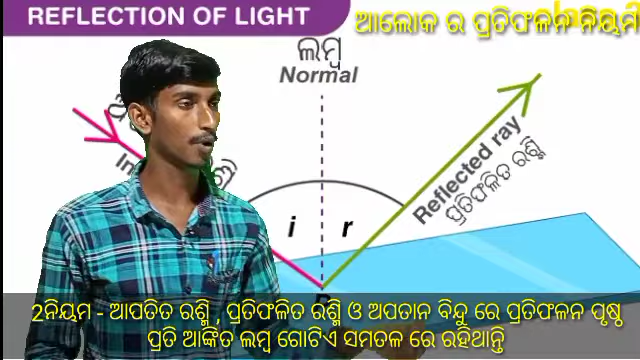 REFLECTION OF LIGHT
ଆଲୋକ ର ପ୍ରତିଫଳନ ନିୟମ
ଲମ୍ବ
Normal
Reflected ray
ପ୍ରତିଫଳିତ ରଶ୍ମି
i
r
2ନିୟମ - ଆପତିତ ରଶ୍ମି , ପ୍ରତିଫଳିତ ରଶ୍ମି ଓ ଅପତାନ ବିନ୍ଦୁ ରେ ପ୍ରତିଫଳନ ପୃଷ୍ଠ
ପ୍ରତି ଆଙ୍କିତ ଲମ୍ବ ଗୋଟିଏ ସମତଳ ରେ ରହିଥାନ୍ତି